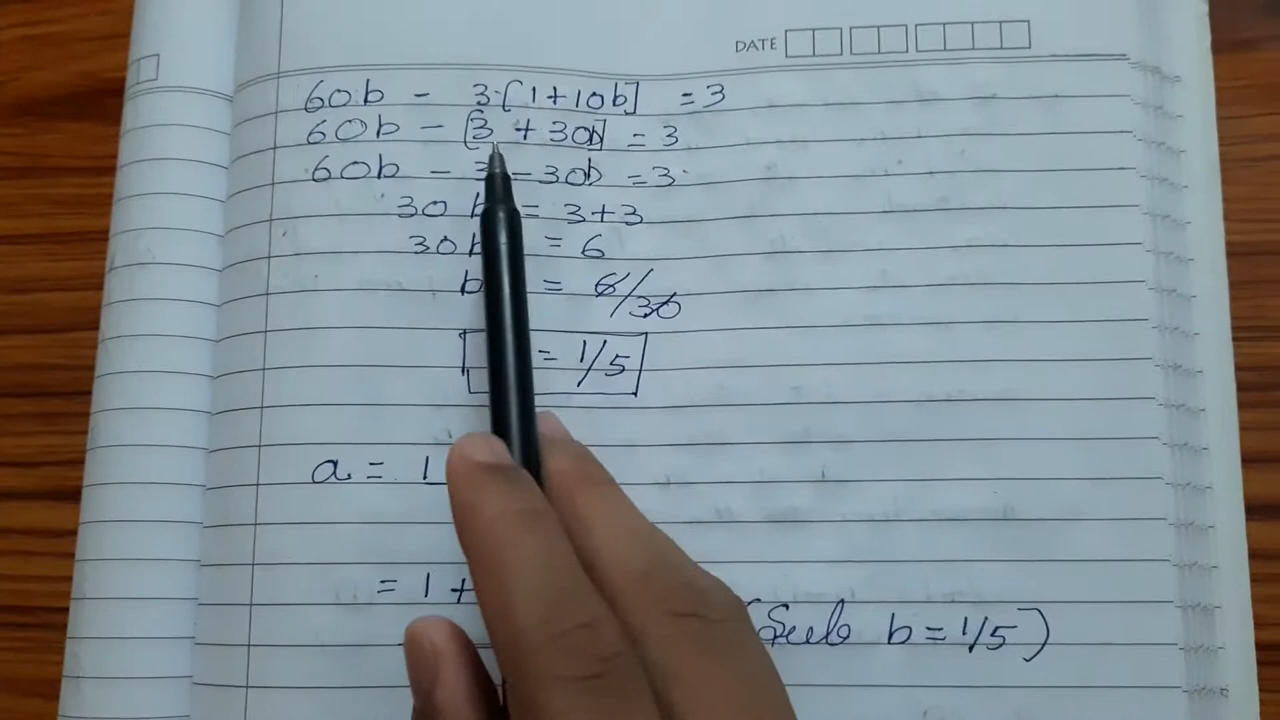 DATE
60b - 3·[1+10b] = 3
60b - [3 + 30b] = 3
60b - 3 - 30b = 3
30b = 3+3
30b = 6
b = 6/30
= 1/5
a = 1
= 1 +
(Sub b = 1/5)